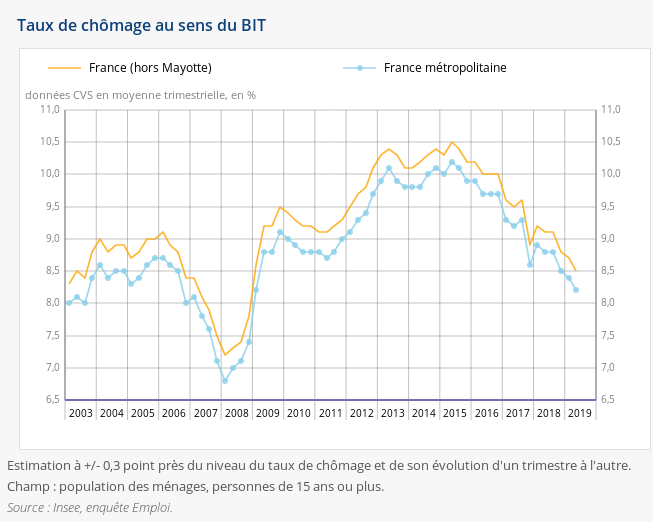 Taux de chômage au sens du BIT
France (hors Mayotte) France métropolitaine
données CVS en moyenne trimestrielle, en %
11,0 11,0
10,5 10,5
10,0 10,0
9,5 9,5
9,0 9,0
8,5 8,5
8,0 8,0
7,5 7,5
7,0 7,0
6,5 6,5
2003 2004 2005 2006 2007 2008 2009 2010 2011 2012 2013 2014 2015 2016 2017 2018 2019
Estimation à +/- 0,3 point près du niveau du taux de chômage et de son évolution d'un trimestre à l'autre.
Champ : population des ménages, personnes de 15 ans ou plus.
Source : Insee, enquête Emploi.